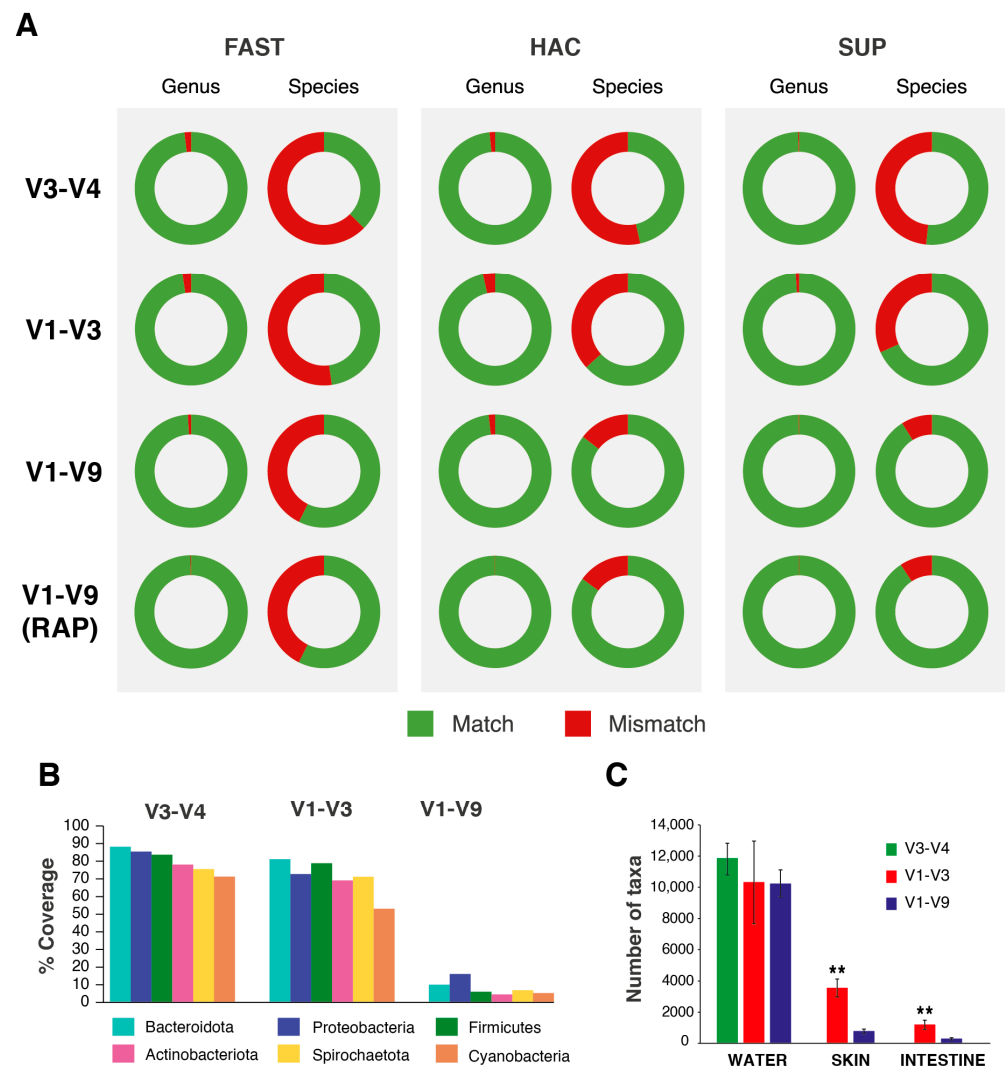 A
FAST HAC SUP
Genus Species Genus Species Genus Species
V3-V4
V1-V3
V1-V9
V1-V9
(RAP)
Match Mismatch
B
V3-V4 V1-V3 V1-V9
% Coverage
100
90
80
70
60
50
40
30
20
10
0
Bacteroidota Proteobacteria Firmicutes
Actinobacteriota Spirochaetota Cyanobacteria
C
Number of taxa
14,000
12,000
10,000
8000
6000
4000
2000
0
V3-V4
V1-V3
V1-V9
**
**
WATER SKIN INTESTINE